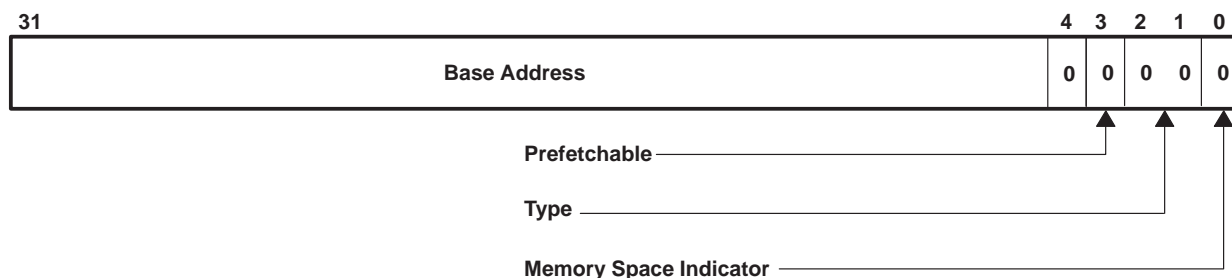 31 4 3 2 1 0
Base Address 0 0 0 0 0
Prefetchable
Type
Memory Space Indicator